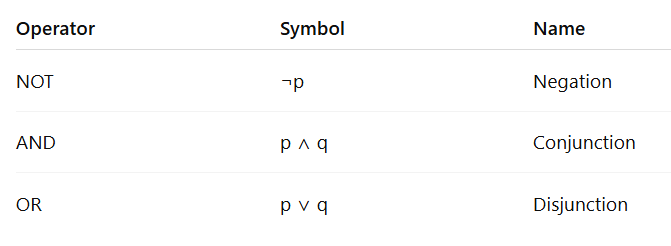 Operator Symbol Name
NOT ¬p Negation
AND p ∧ q Conjunction
OR p ∨ q Disjunction